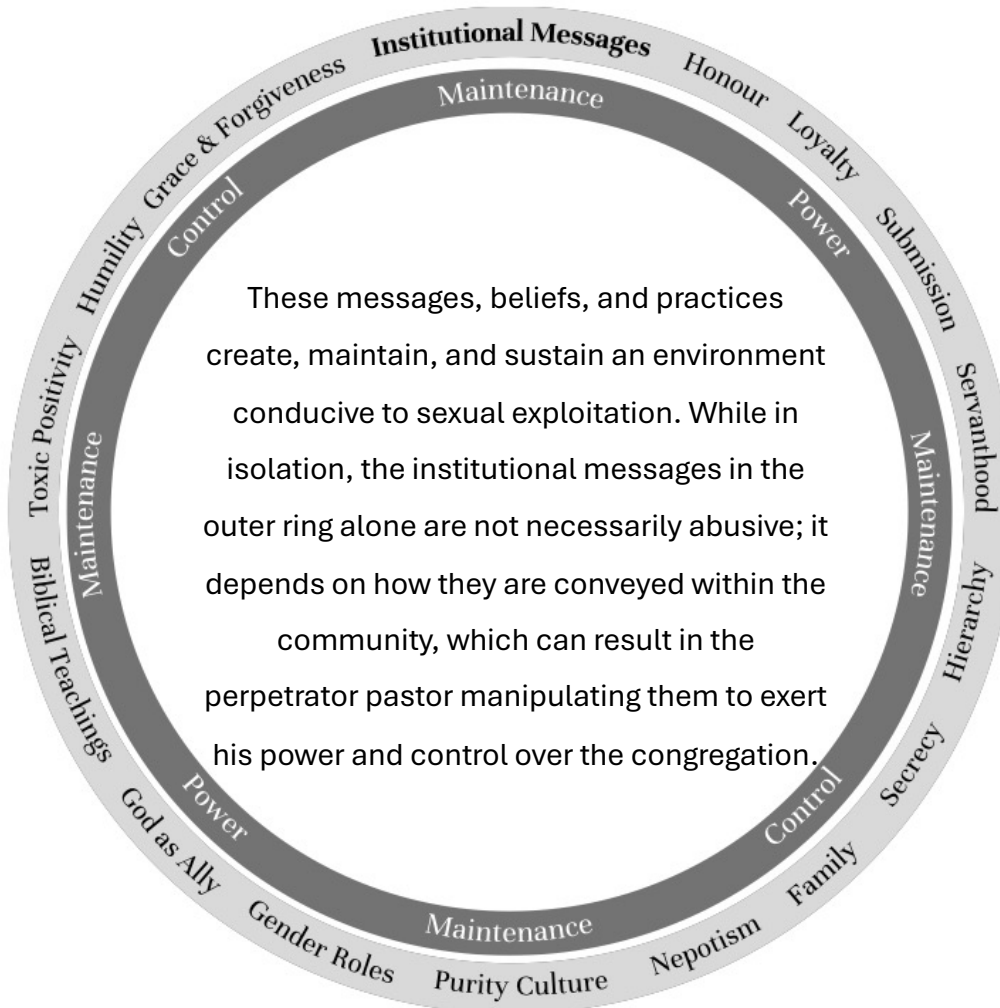 Institutional Messages
Honour
Loyalty
Submission
Servanthood
Hierarchy
Secrecy
Family
Nepotism
Purity Culture
Gender Roles
God as Ally
Biblical Teachings
Toxic Positivity
Humility
Grace & Forgiveness
Maintenance
Power
Maintenance
Control
Maintenance
Power
Maintenance
Control
These messages, beliefs, and practices
create, maintain, and sustain an environment
conducive to sexual exploitation. While in
isolation, the institutional messages in the
outer ring alone are not necessarily abusive; it
depends on how they are conveyed within the
community, which can result in the
perpetrator pastor manipulating them to exert
his power and control over the congregation.